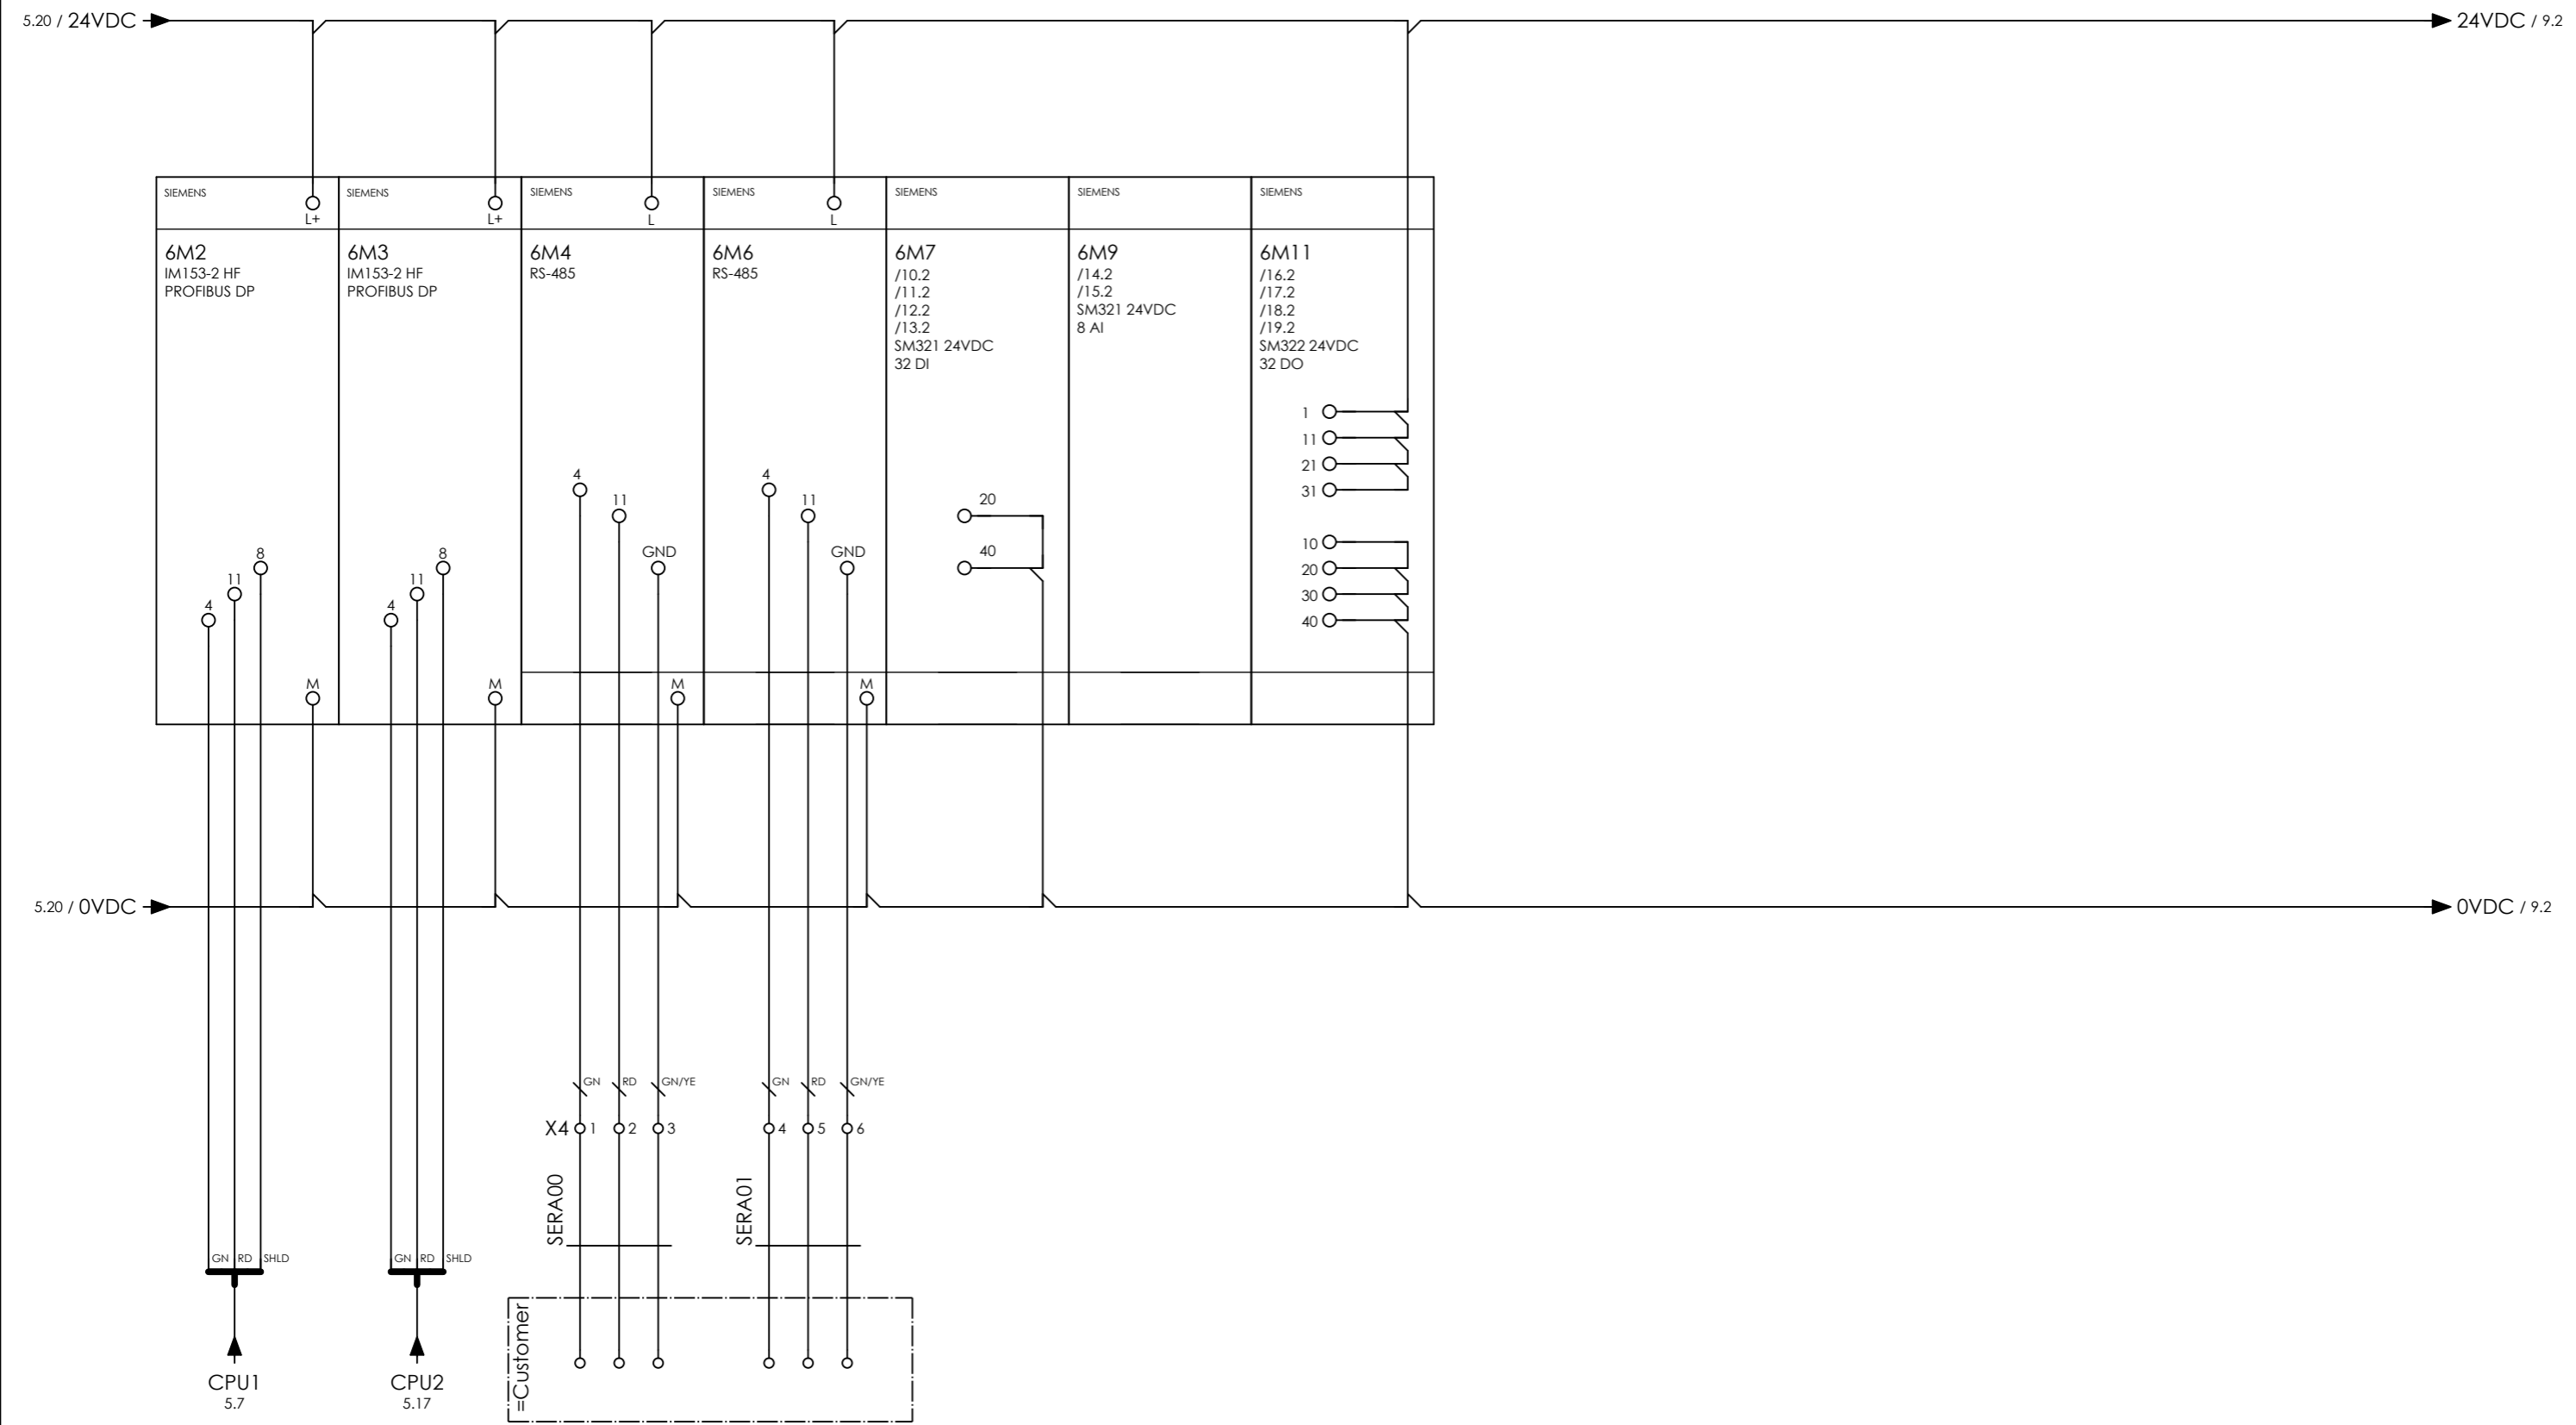 5.20 / 24VDC
24VDC / 9.2
SIEMENS
L+
6M2
IM153-2 HF
PROFIBUS DP
4
11
8
M
SIEMENS
L+
6M3
IM153-2 HF
PROFIBUS DP
4
11
8
M
SIEMENS
L
6M4
RS-485
4
11
GND
M
SIEMENS
L
6M6
RS-485
4
11
GND
M
SIEMENS
6M7
/10.2
/11.2
/12.2
/13.2
SM321 24VDC
32 DI
20
40
SIEMENS
6M9
/14.2
/15.2
SM321 24VDC
8 AI
SIEMENS
6M11
/16.2
/17.2
/18.2
/19.2
SM322 24VDC
32 DO
1
11
21
31
10
20
30
40
5.20 / 0VDC
0VDC / 9.2
GN RD GN/YE
GN RD GN/YE
X4 1 2 3
4 5 6
SERA00
SERA01
GN RD SHLD
GN RD SHLD
=Customer
CPU1
5.7
CPU2
5.17